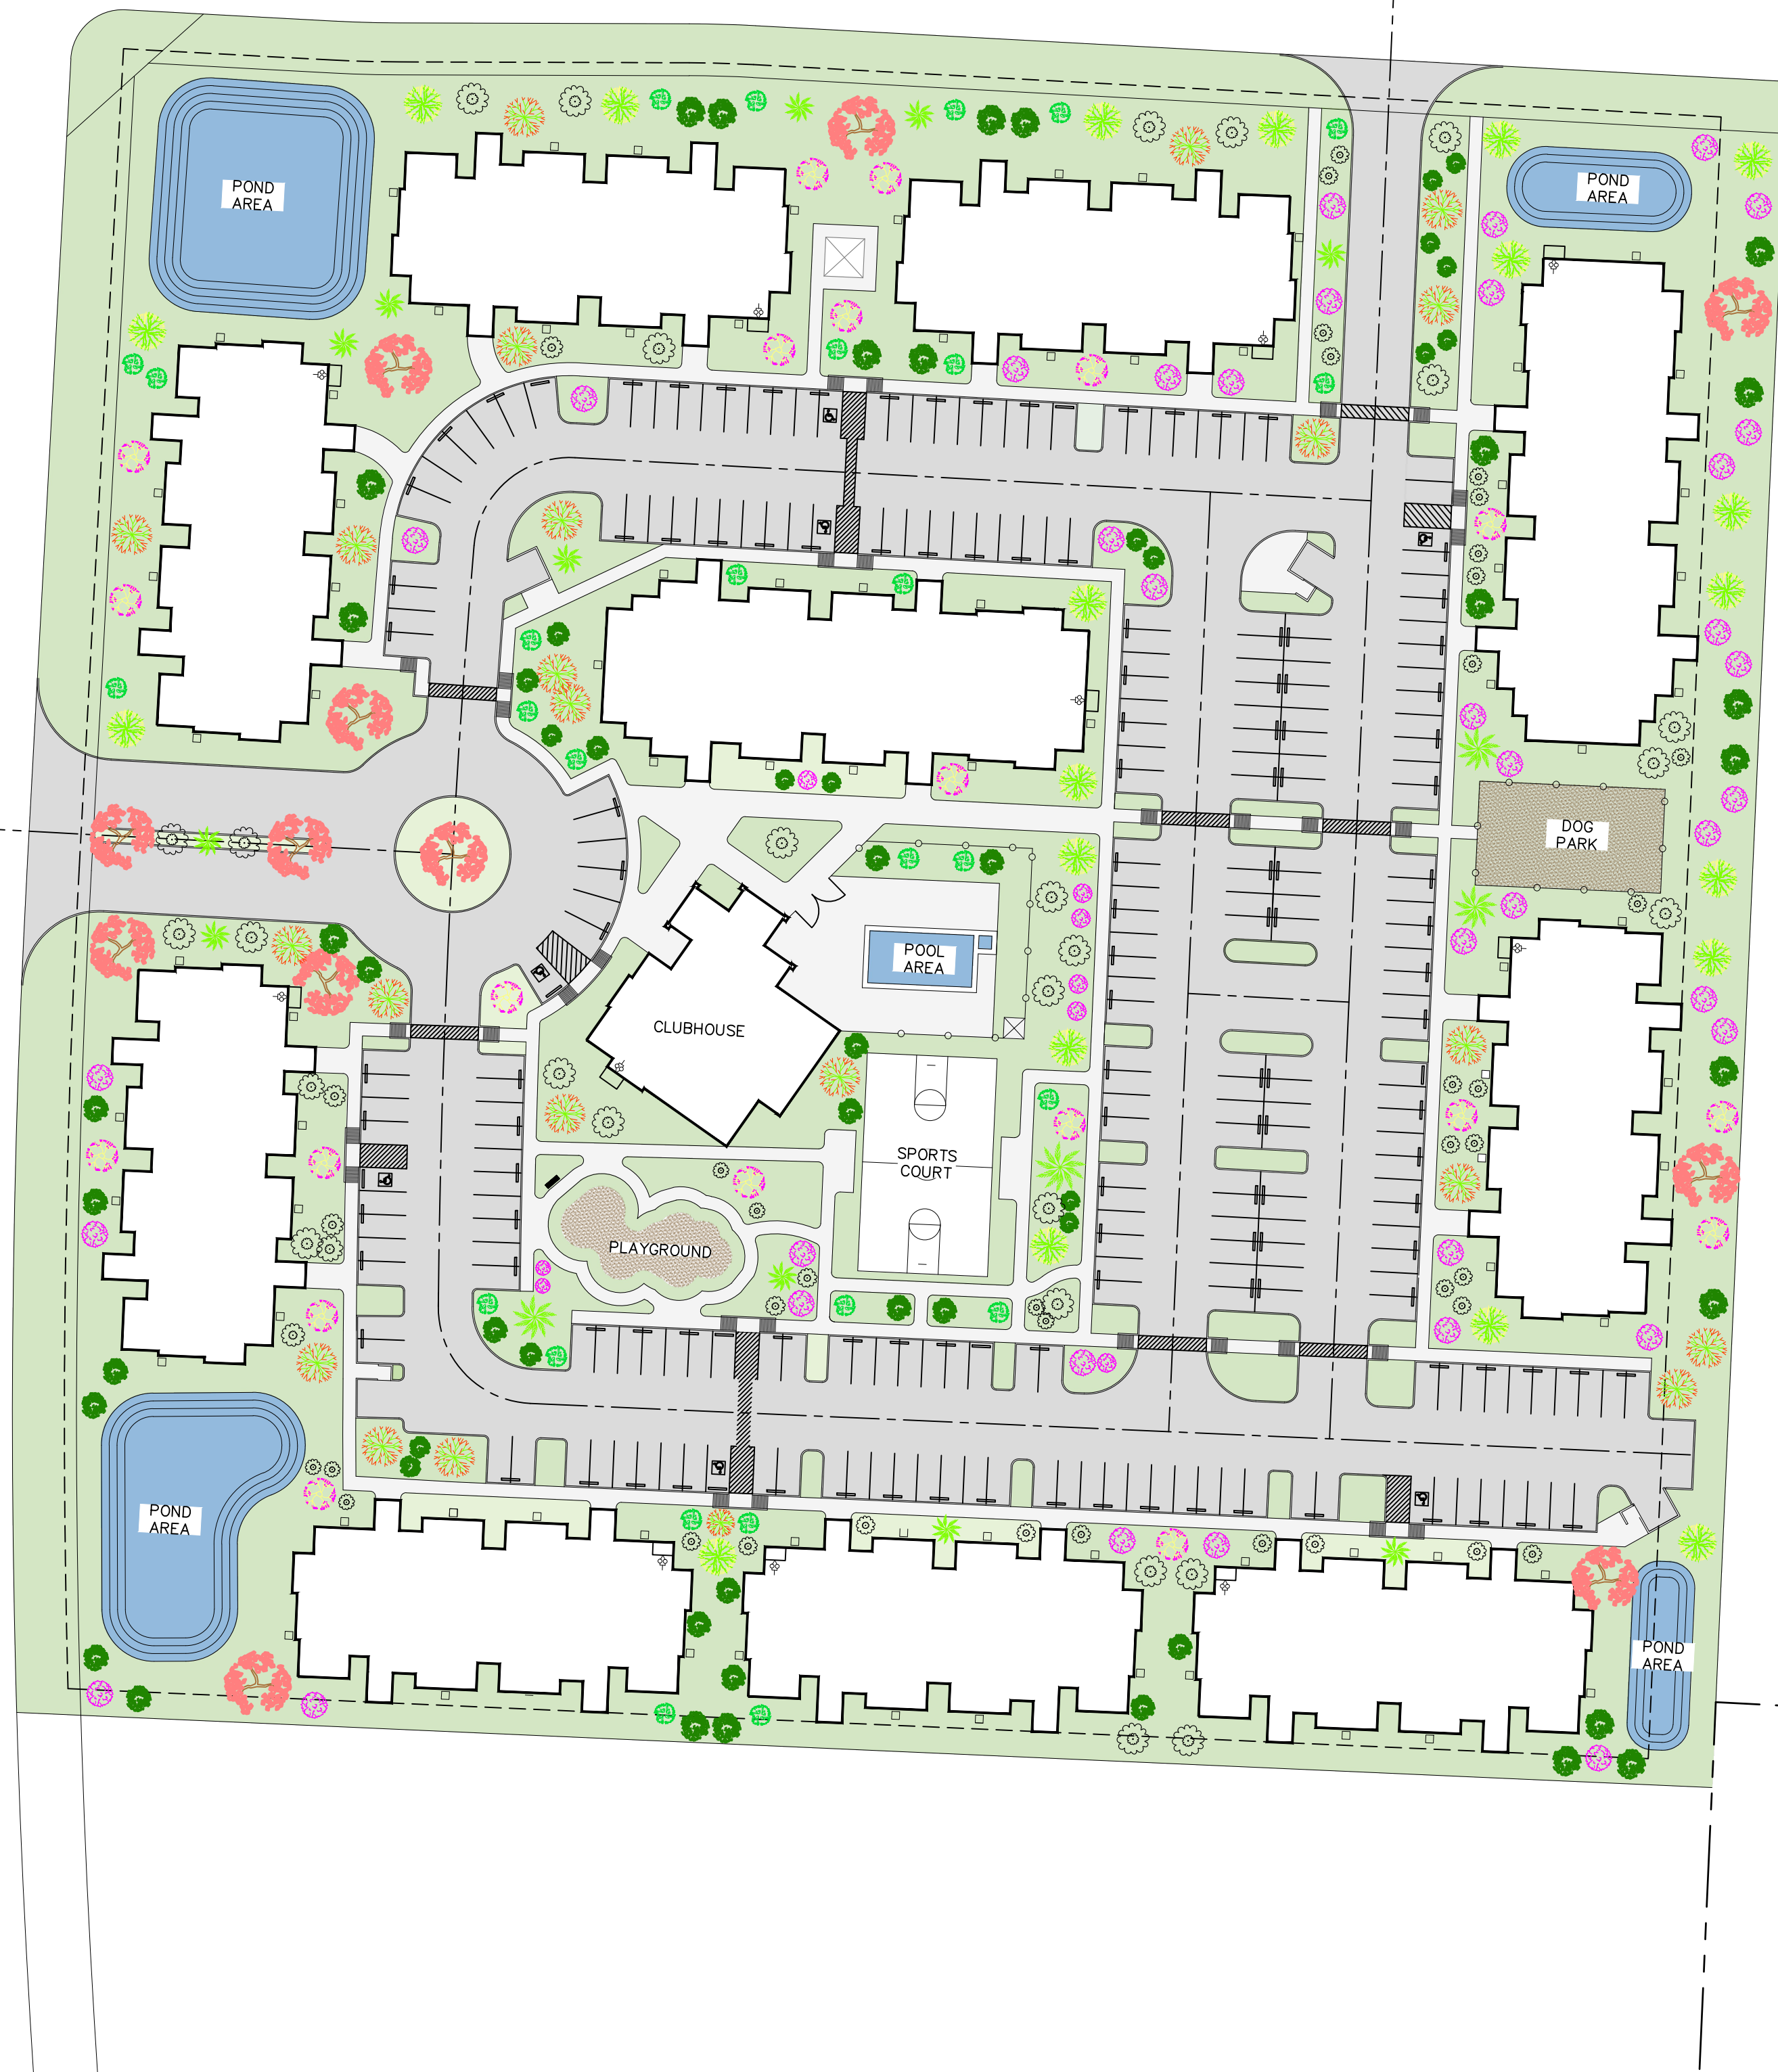 POND
AREA
POND
AREA
DOG
PARK
POOL
AREA
CLUBHOUSE
SPORTS
COURT
PLAYGROUND
POND
AREA
POND
AREA